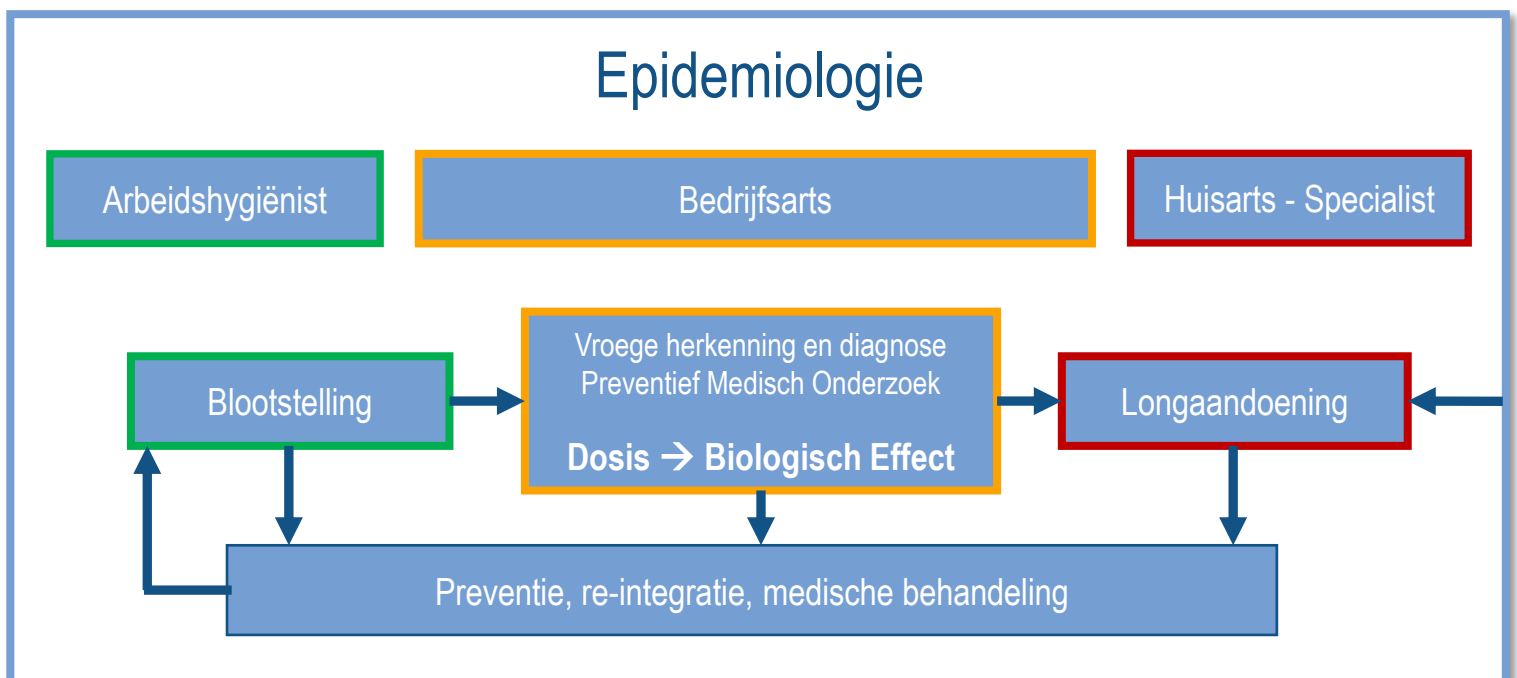 Epidemiologie
Arbeidshygiënist
Bedrijfsarts
Huisarts - Specialist
Blootstelling
Vroege herkenning en diagnose
Preventief Medisch Onderzoek
Dosis → Biologisch Effect
Longaandoening
Preventie, re-integratie, medische behandeling